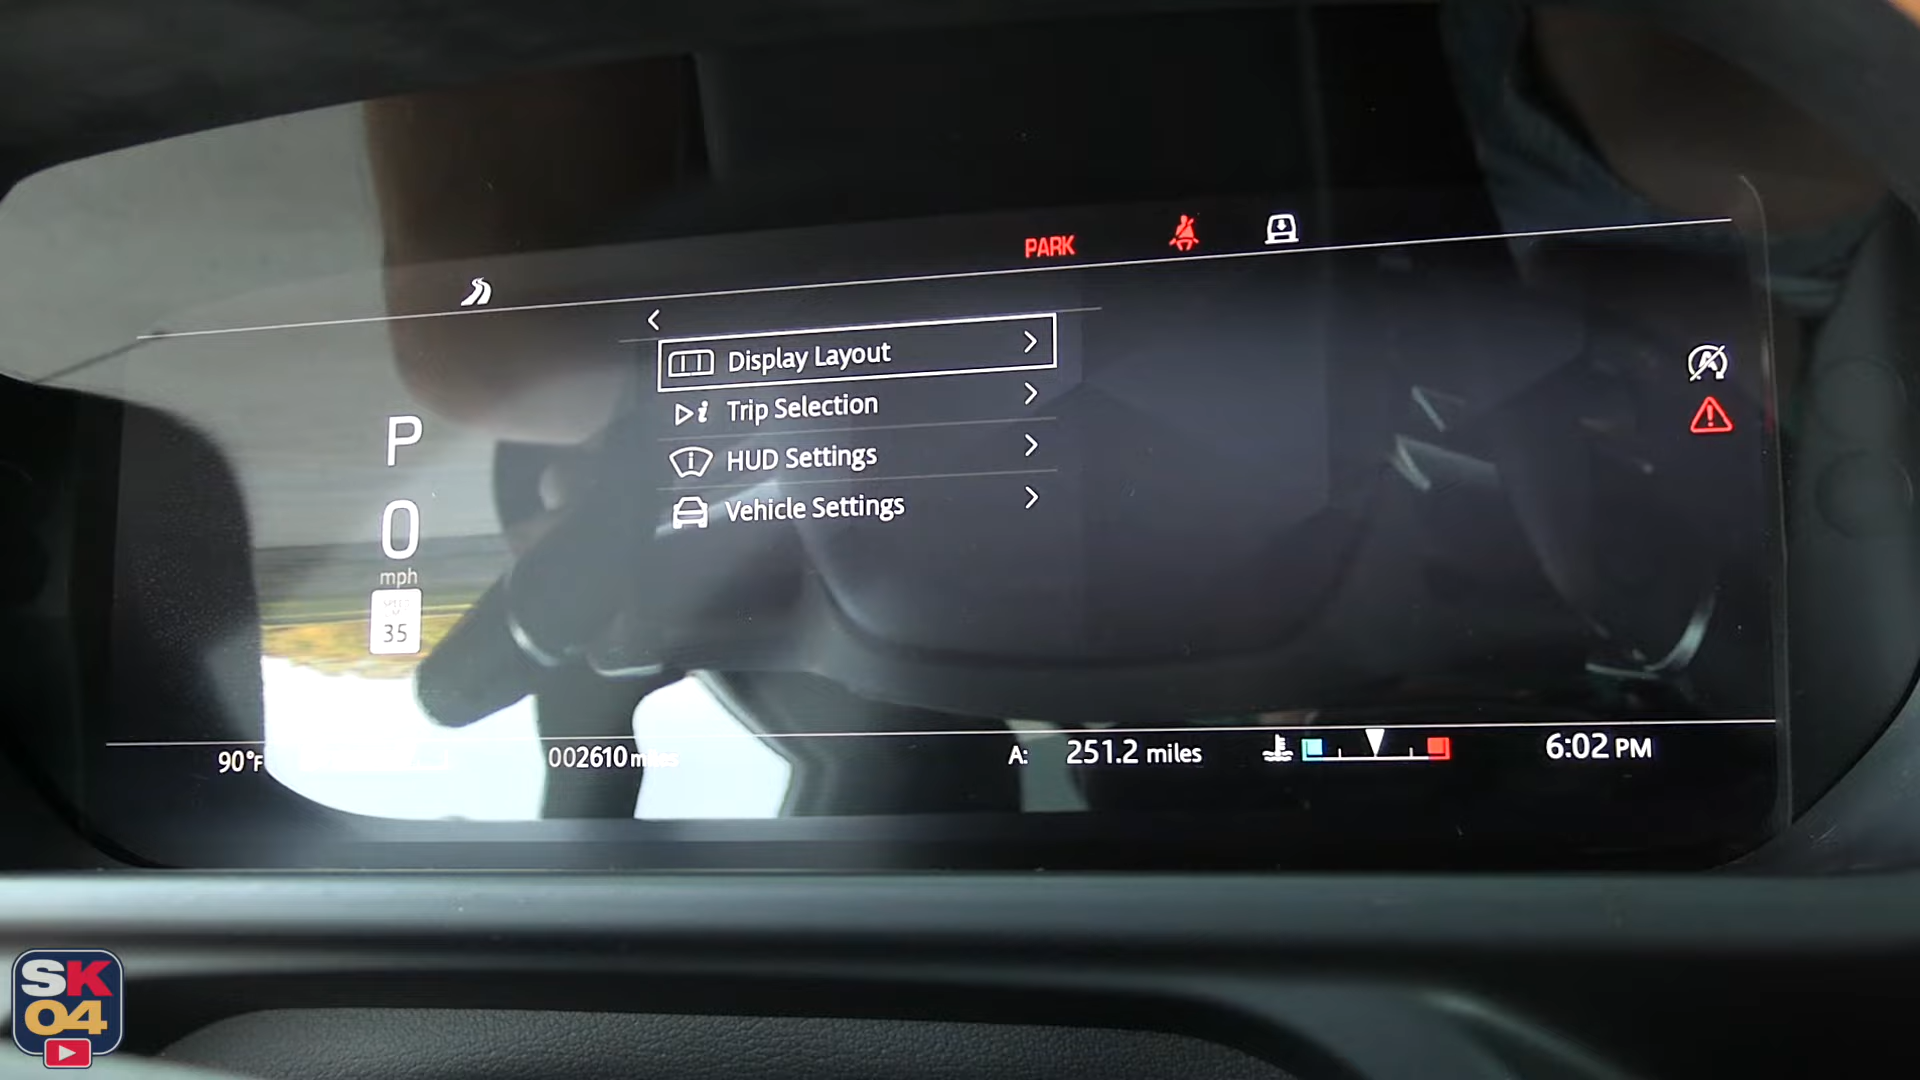 PARK
Display Layout
Trip Selection
HUD Settings
Vehicle Settings
P
0
mph
35
90°F
002610 miles
A: 251.2 miles
6:02 PM
SK
04